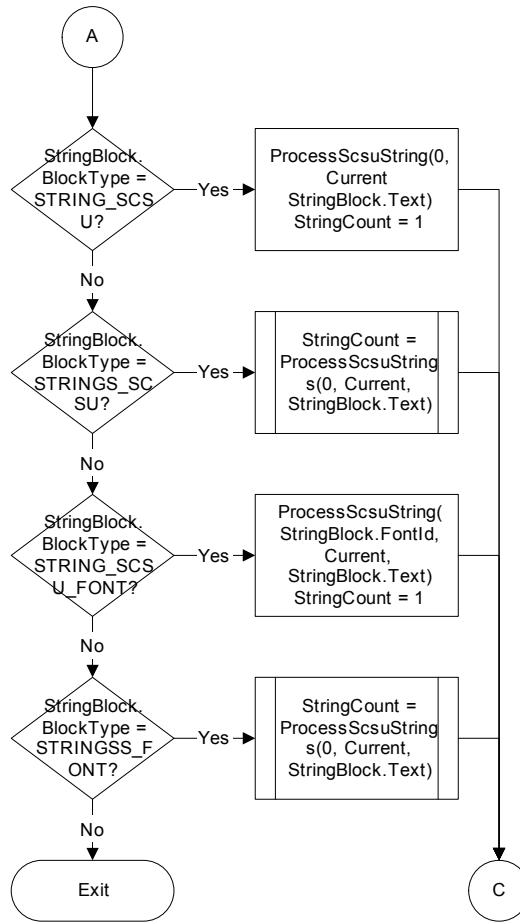 A
StringBlock.
BlockType =
STRING_SCS
U?
Yes
ProcessScsuString(0,
Current
StringBlock.Text)
StringCount = 1
No
StringBlock.
BlockType =
STRINGS_SC
SU?
Yes
StringCount =
ProcessScsuString
s(0, Current,
StringBlock.Text)
No
StringBlock.
BlockType =
STRING_SCS
U_FONT?
Yes
ProcessScsuString(
StringBlock.FontId,
Current,
StringBlock.Text)
StringCount = 1
No
StringBlock.
BlockType =
STRINGSS_F
ONT?
Yes
StringCount =
ProcessScsuString
s(0, Current,
StringBlock.Text)
No
Exit
C